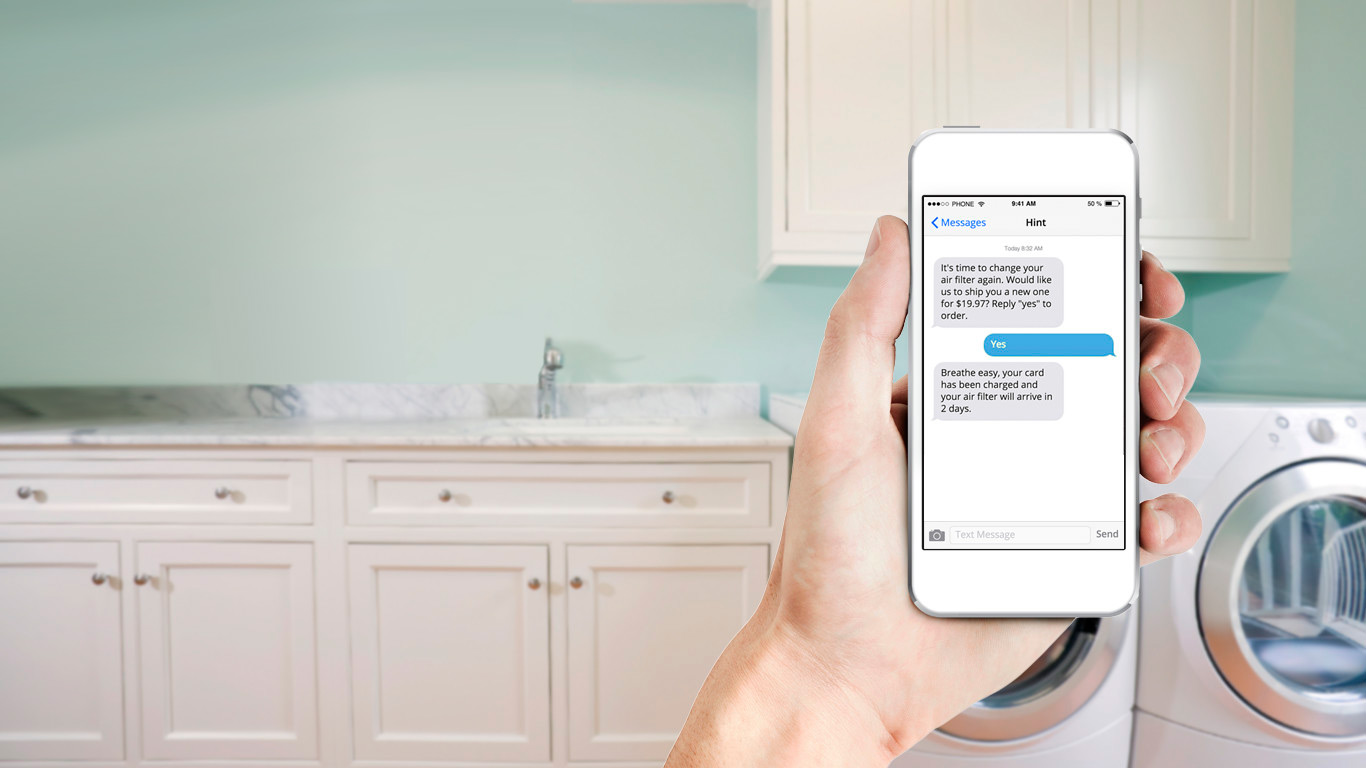 ●●●○○ PHONE 9:41 AM 50 %
Messages Hint
Today 8:32 AM
It's time to change your
air filter again. Would like
us to ship you a new one
for $19.97? Reply "yes" to
order.
Yes
Breathe easy, your card
has been charged and
your air filter will arrive in
2 days.
Text Message Send